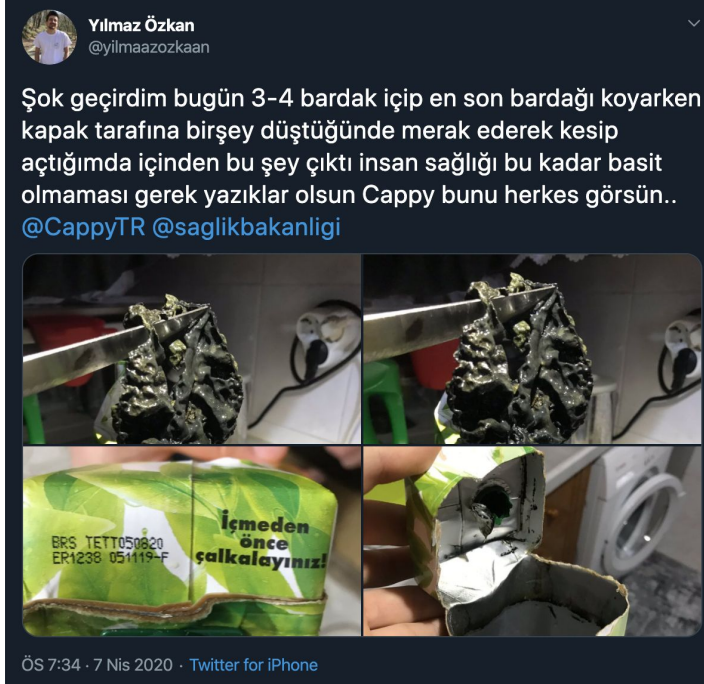 Yılmaz Özkan
@yilmaazozkaan
Şok geçirdim bugün 3-4 bardak içip en son bardağı koyarken
kapak tarafına birşey düştüğünde merak ederek kesip
açtığımda içinden bu şey çıktı insan sağlığı bu kadar basit
olmaması gerek yazıklar olsun Cappy bunu herkes görsün..
@CappyTR @saglikbakanligi
BRS TETT050820
ER1238 051119-F
İçmeden
önce
çalkalayınız!
ÖS 7:34 · 7 Nis 2020 · Twitter for iPhone